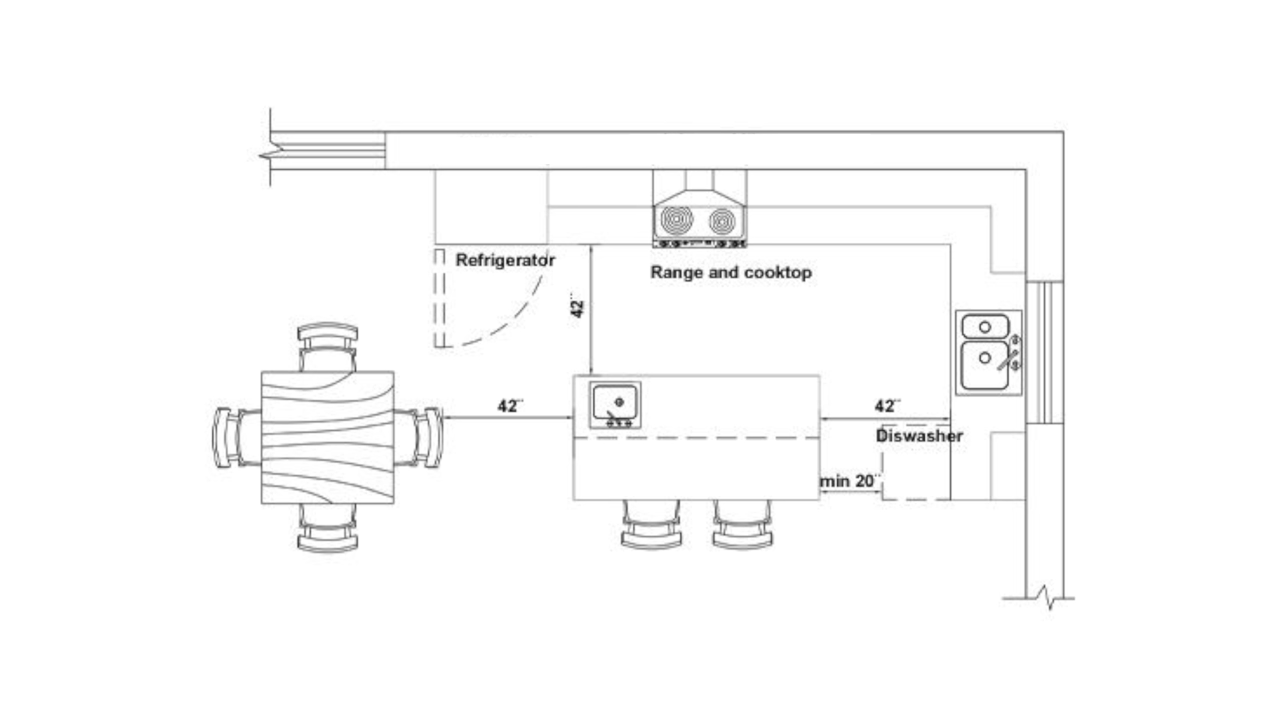 Refrigerator
Range and cooktop
42¨
42¨
42¨
Diswasher
min 20¨